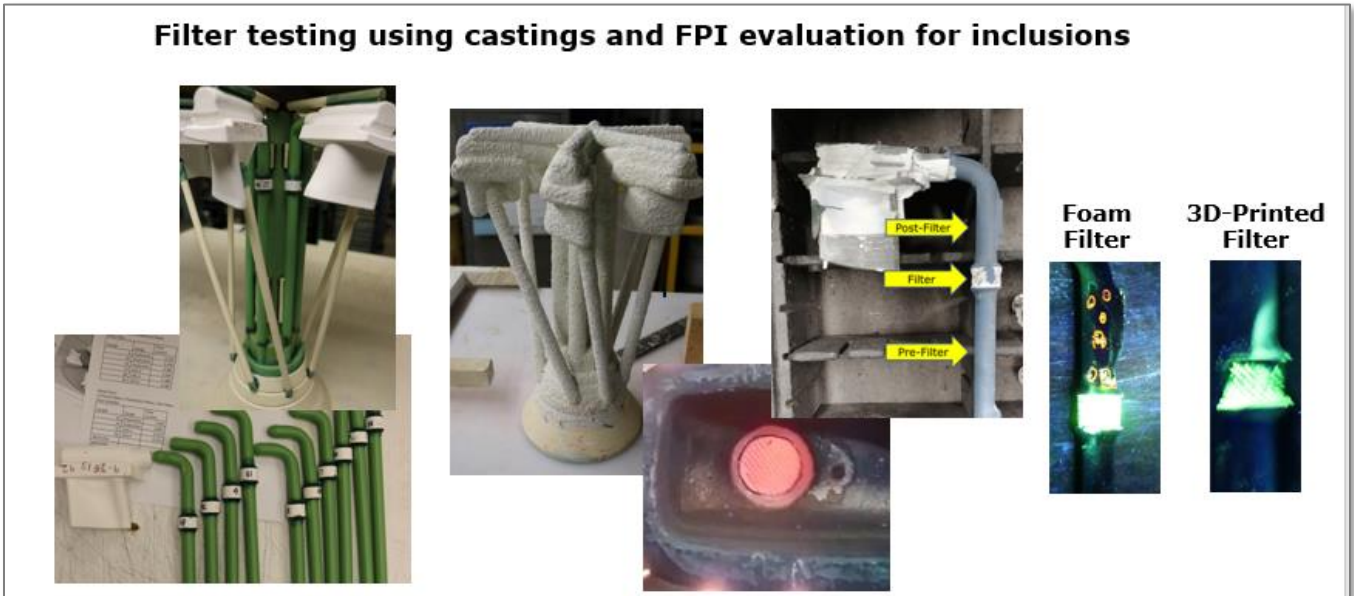 Filter testing using castings and FPI evaluation for inclusions
Post-Filter
Filter
Pre-Filter
Foam
Filter
3D-Printed
Filter